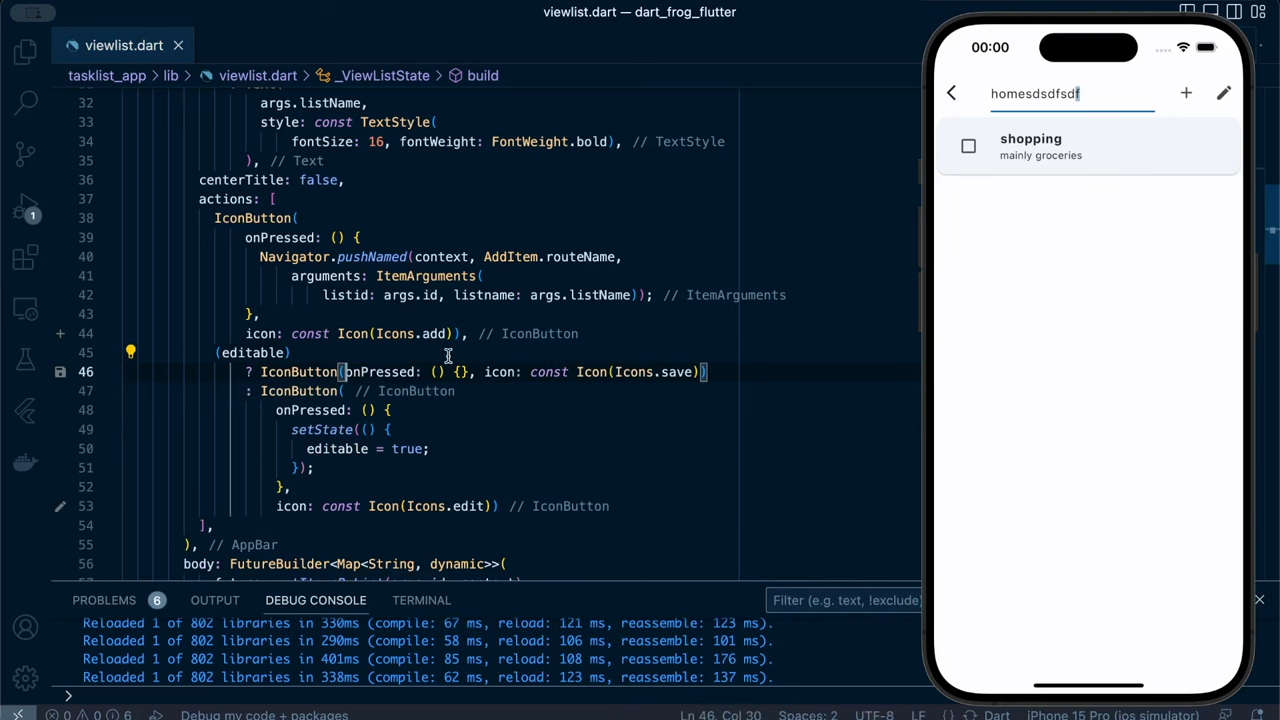 viewlist.dart — dart_frog_flutter
viewlist.dart
tasklist_app > lib > viewlist.dart > _ViewListState > build
32 args.listName,
33 style: const TextStyle(
34 fontSize: 16, fontWeight: FontWeight.bold), // TextStyle
35 ), // Text
36 centerTitle: false,
37 actions: [
38 IconButton(
39 onPressed: () {
40 Navigator.pushNamed(context, AddItem.routeName,
41 arguments: ItemArguments(
42 listid: args.id, listname: args.listName)); // ItemArguments
43 },
44 icon: const Icon(Icons.add)), // IconButton
45 (editable)
46 ? IconButton(onPressed: () {}, icon: const Icon(Icons.save))
47 : IconButton( // IconButton
48 onPressed: () {
49 setState(() {
50 editable = true;
51 });
52 },
53 icon: const Icon(Icons.edit)) // IconButton
54 ],
55 ), // AppBar
56 body: FutureBuilder<Map<String, dynamic>>(
1
PROBLEMS 6 OUTPUT DEBUG CONSOLE TERMINAL Filter (e.g. text, !exclude)
Reloaded 1 of 802 libraries in 330ms (compile: 67 ms, reload: 121 ms, reassemble: 123 ms).
Reloaded 1 of 802 libraries in 290ms (compile: 58 ms, reload: 106 ms, reassemble: 101 ms).
Reloaded 1 of 802 libraries in 401ms (compile: 85 ms, reload: 108 ms, reassemble: 176 ms).
Reloaded 1 of 802 libraries in 338ms (compile: 62 ms, reload: 123 ms, reassemble: 137 ms).
>
0 0 6 Debug my code + packages Ln 46, Col 30 Spaces: 2 UTF-8 LF Dart iPhone 15 Pro (ios simulator)
00:00
homesdsdfsdf
shopping
mainly groceries